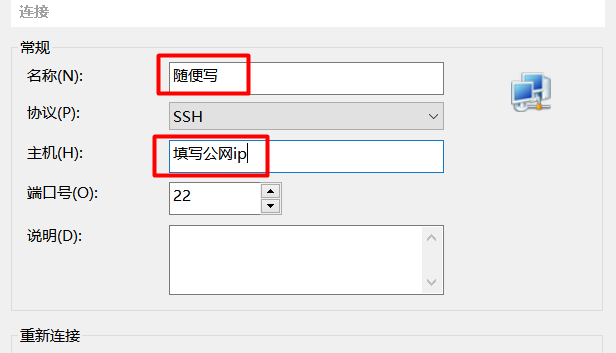 连接
常规
名称(N):
随便写
协议(P):
SSH
主机(H):
填写公网ip
端口号(O):
22
说明(D):
重新连接